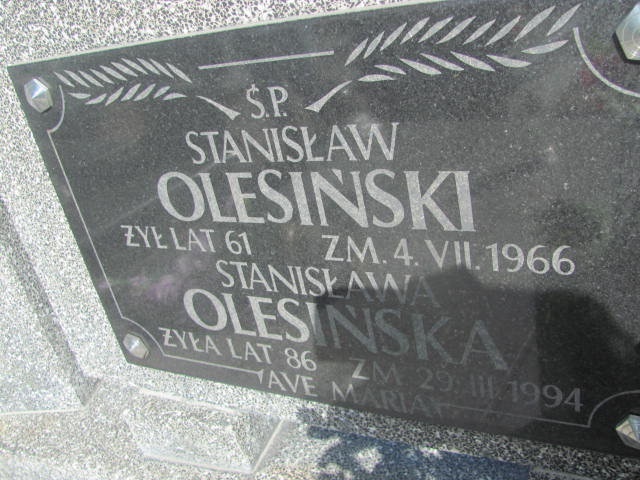 Ś.P.
STANISŁAW
OLESIŃSKI
ŻYŁ LAT 61 ZM. 4. VII. 1966
STANISŁAWA
OLESIŃSKA
ŻYŁA LAT 86 ZM 29. III. 1994
AVE MARIA